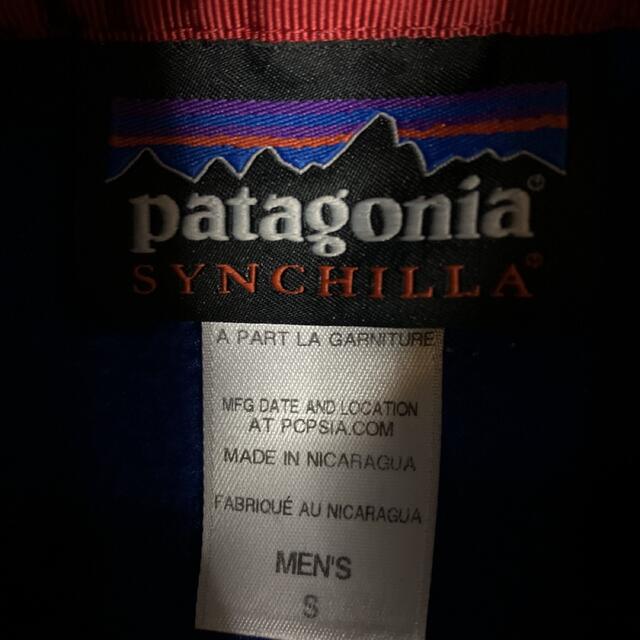 patagonia®
SYNCHILLA®
A PART LA GARNITURE
MFG DATE AND LOCATION
AT PCPSIA.COM
MADE IN NICARAGUA
FABRIQUÉ AU NICARAGUA
MEN'S
S